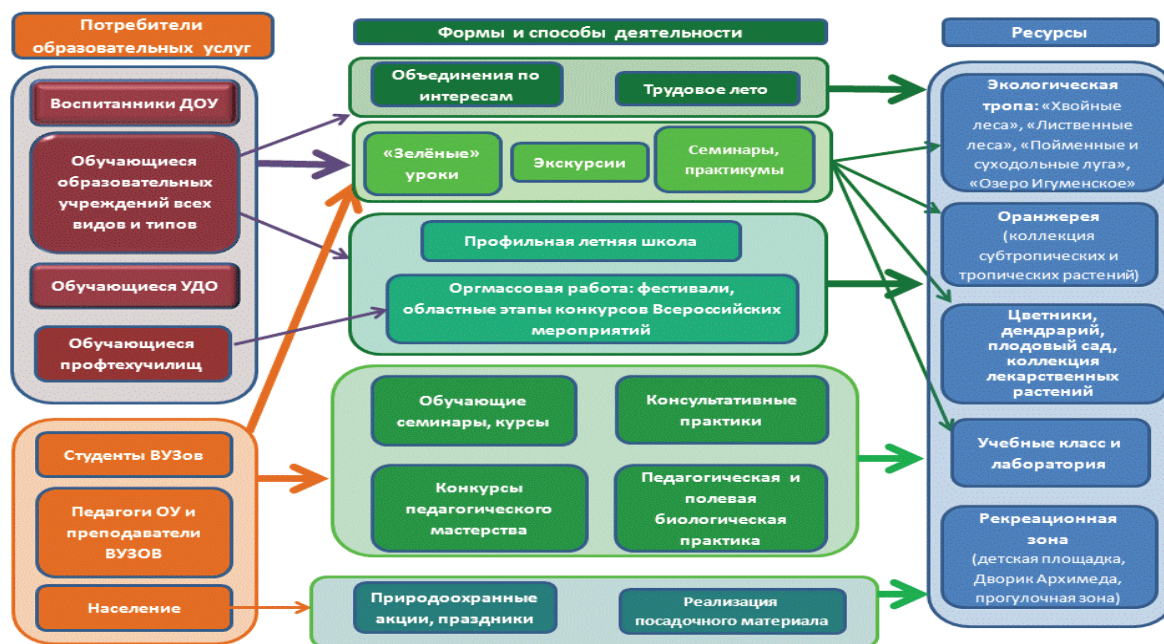 Потребители
образовательных услуг
Воспитанники ДОУ
Обучающиеся
образовательных
учреждений всех
видов и типов
Обучающиеся УДО
Обучающиеся
профтехучилищ
Студенты ВУЗов
Педагоги ОУ и
преподаватели
ВУЗОВ
Население
Формы и способы деятельности
Объединения по
интересам
Трудовое лето
«Зелёные»
уроки
Экскурсии
Семинары,
практикумы
Профильная летняя школа
Оргмассовая работа: фестивали,
областные этапы конкурсов Всероссийских
мероприятий
Обучающие
семинары, курсы
Консультативные
практики
Конкурсы
педагогического
мастерства
Педагогическая и
полевая
биологическая
практика
Природоохранные
акции, праздники
Реализация
посадочного материала
Ресурсы
Экологическая
тропа: «Хвойные
леса», «Лиственные
леса», «Пойменные и
суходольные луга»,
«Озеро Игуменское»
Оранжерея
(коллекция
субтропических и
тропических растений)
Цветники,
дендрарий,
плодовый сад,
коллекция
лекарственных
растений
Учебные класс и
лаборатория
Рекреационная
зона
(детская площадка,
Дворик Архимеда,
прогулочная зона)